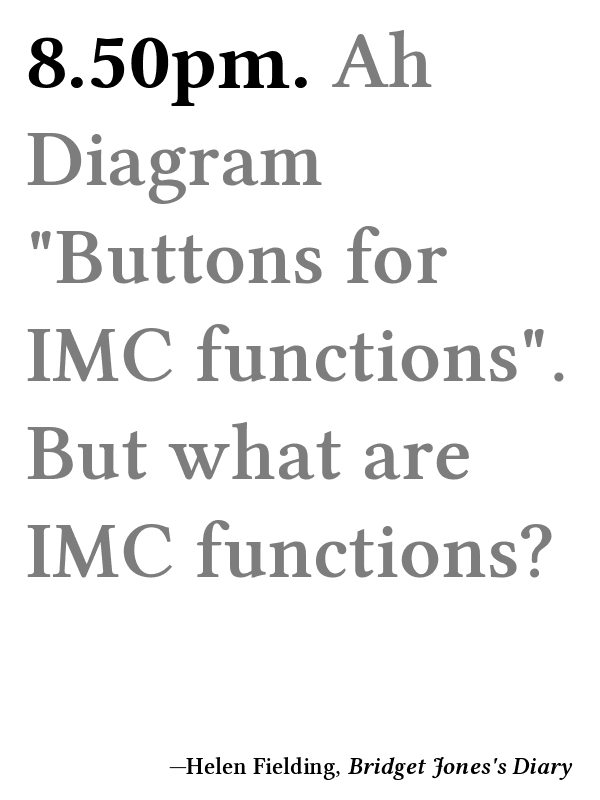 8.50pm. Ah
Diagram
"Buttons for
IMC functions".
But what are
IMC functions?
—Helen Fielding, Bridget Jones's Diary